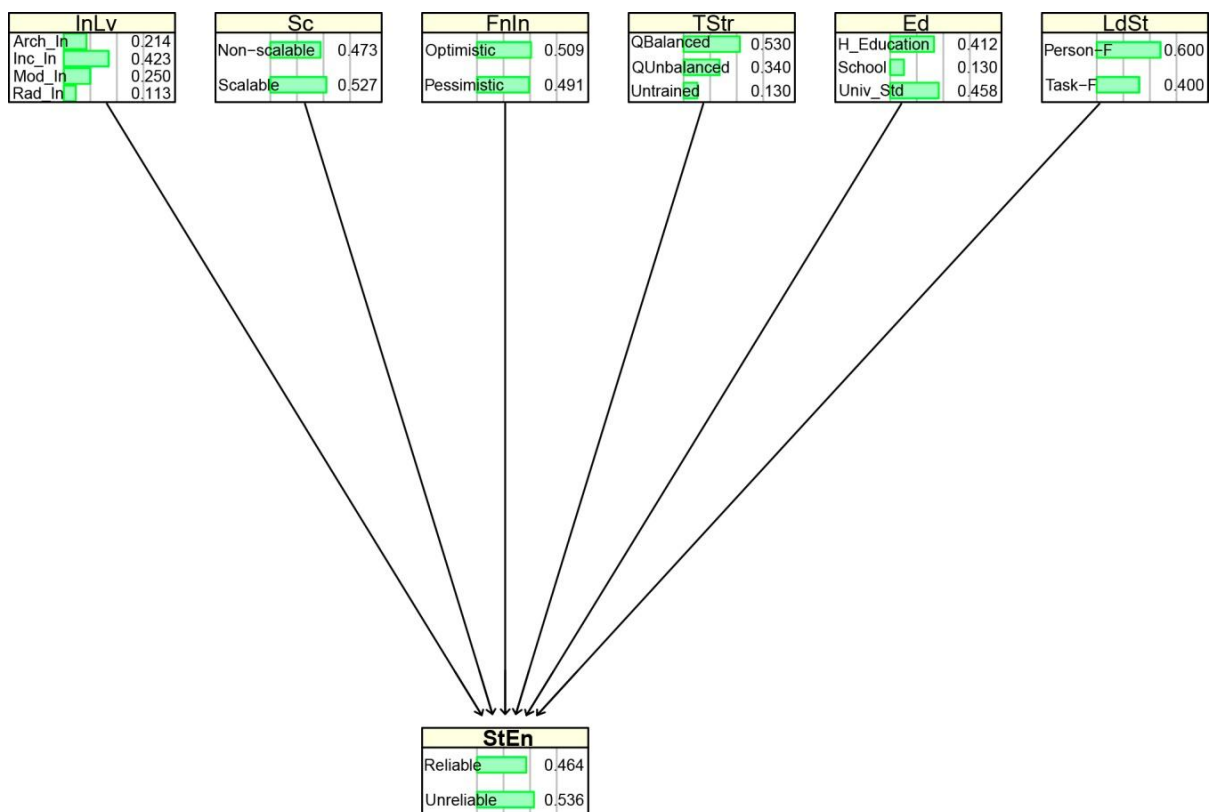 InLv
Arch_In 0.214
Inc_In 0.423
Mod_In 0.250
Rad_In 0.113
Sc
Non-scalable 0.473
Scalable 0.527
FnIn
Optimistic 0.509
Pessimistic 0.491
TStr
QBalanced 0.530
QUnbalanced 0.340
Untrained 0.130
Ed
H_Education 0.412
School 0.130
Univ_Std 0.458
LdSt
Person-F 0.600
Task-F 0.400
StEn
Reliable 0.464
Unreliable 0.536